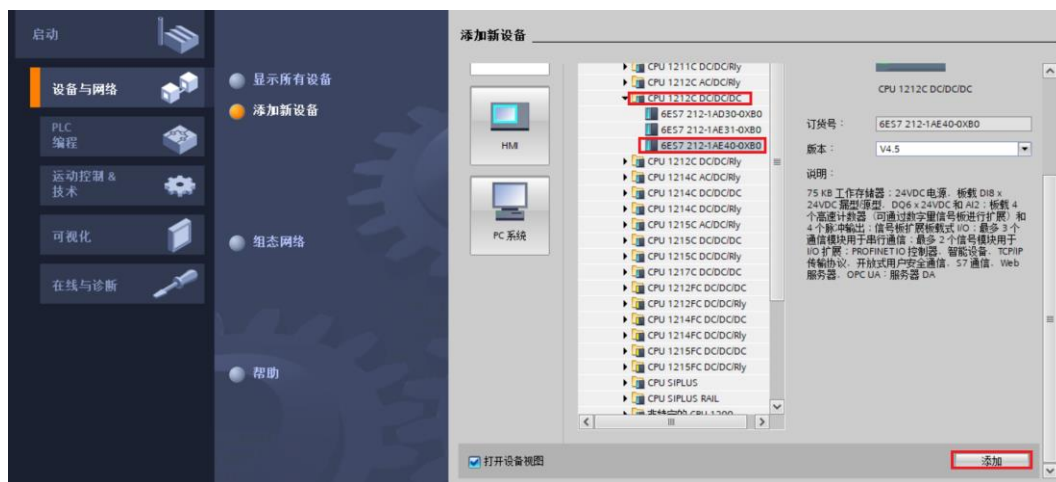 启动
设备与网络
PLC
编程
运动控制 &
技术
可视化
在线与诊断
显示所有设备
添加新设备
组态网络
帮助
添加新设备
HMI
PC 系统
CPU 1211C DC/DC/Rly
CPU 1212C AC/DC/Rly
CPU 1212C DC/DC/DC
6ES7 212-1AD30-0XB0
6ES7 212-1AE31-0XB0
6ES7 212-1AE40-0XB0
CPU 1212C DC/DC/Rly
CPU 1214C AC/DC/Rly
CPU 1214C DC/DC/DC
CPU 1214C DC/DC/Rly
CPU 1215C AC/DC/Rly
CPU 1215C DC/DC/DC
CPU 1215C DC/DC/Rly
CPU 1217C DC/DC/DC
CPU 1212FC DC/DC/DC
CPU 1212FC DC/DC/Rly
CPU 1214FC DC/DC/DC
CPU 1214FC DC/DC/Rly
CPU 1215FC DC/DC/DC
CPU 1215FC DC/DC/Rly
CPU SIPLUS
CPU SIPLUS RAIL
非特定的 CPU 1200
CPU 1212C DC/DC/DC
订货号：
6ES7 212-1AE40-0XB0
版本：
V4.5
说明：
75 KB 工作存储器；24VDC 电源，板载 DI8 x
24VDC 漏型/源型，DQ6 x 24VDC 和 AI2；板载 4
个高速计数器（可通过数字量信号板进行扩展）和
4 个脉冲输出；信号板扩展板载式 I/O；最多 3 个
通信模块用于串行通信；最多 2 个信号模块用于
I/O 扩展；PROFINET IO 控制器、智能设备、TCP/IP
传输协议、开放式用户安全通信、S7 通信、Web
服务器、OPC UA：服务器 DA
打开设备视图
添加